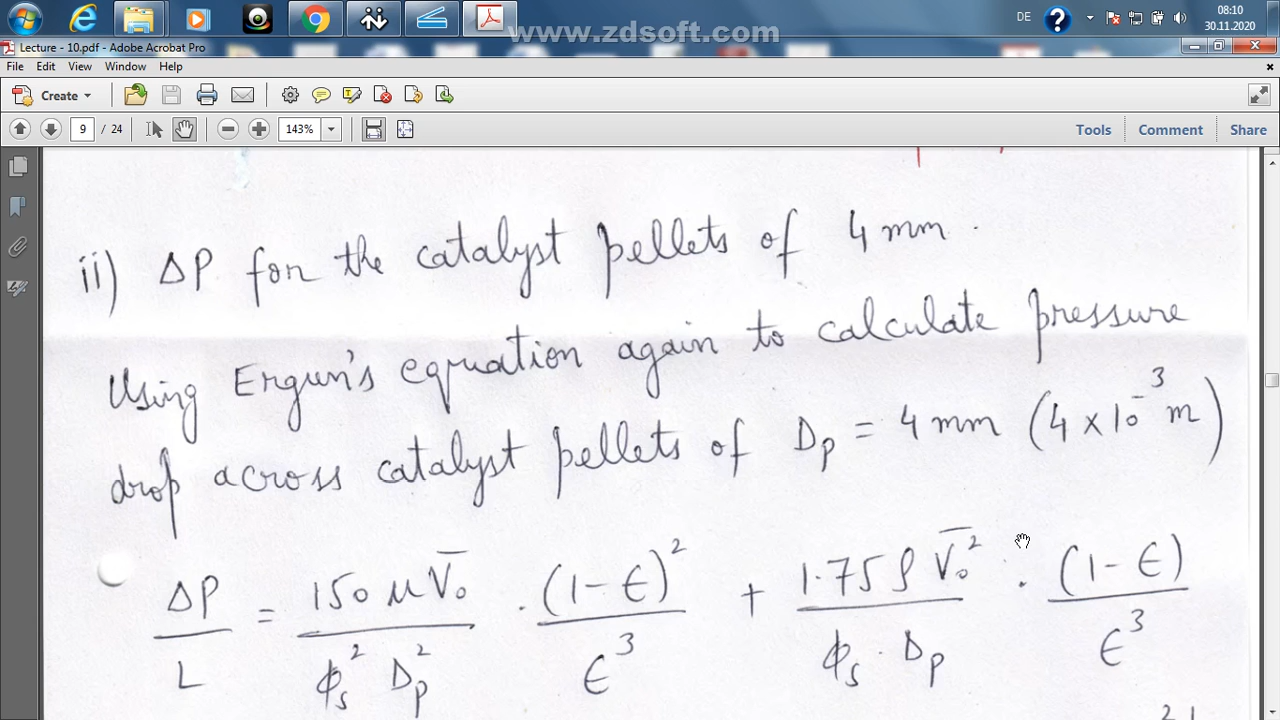 www.zdsoft.com
DE
08:10
30.11.2020
Lecture - 10.pdf - Adobe Acrobat Pro
File Edit View Window Help
Create
9 / 24 143% Tools Comment Share
ii) ΔP for the catalyst pellets of 4 mm.
Using Ergun's equation again to calculate pressure
drop across catalyst pellets of Dp = 4 mm (4 × 10⁻³ m)
ΔP/L = 150 μ V̅₀/ϕₛ² Dp² · (1 - ϵ)²/ϵ³ + 1.75 ρ V̅₀²/ϕₛ · Dp · (1 - ϵ)/ϵ³